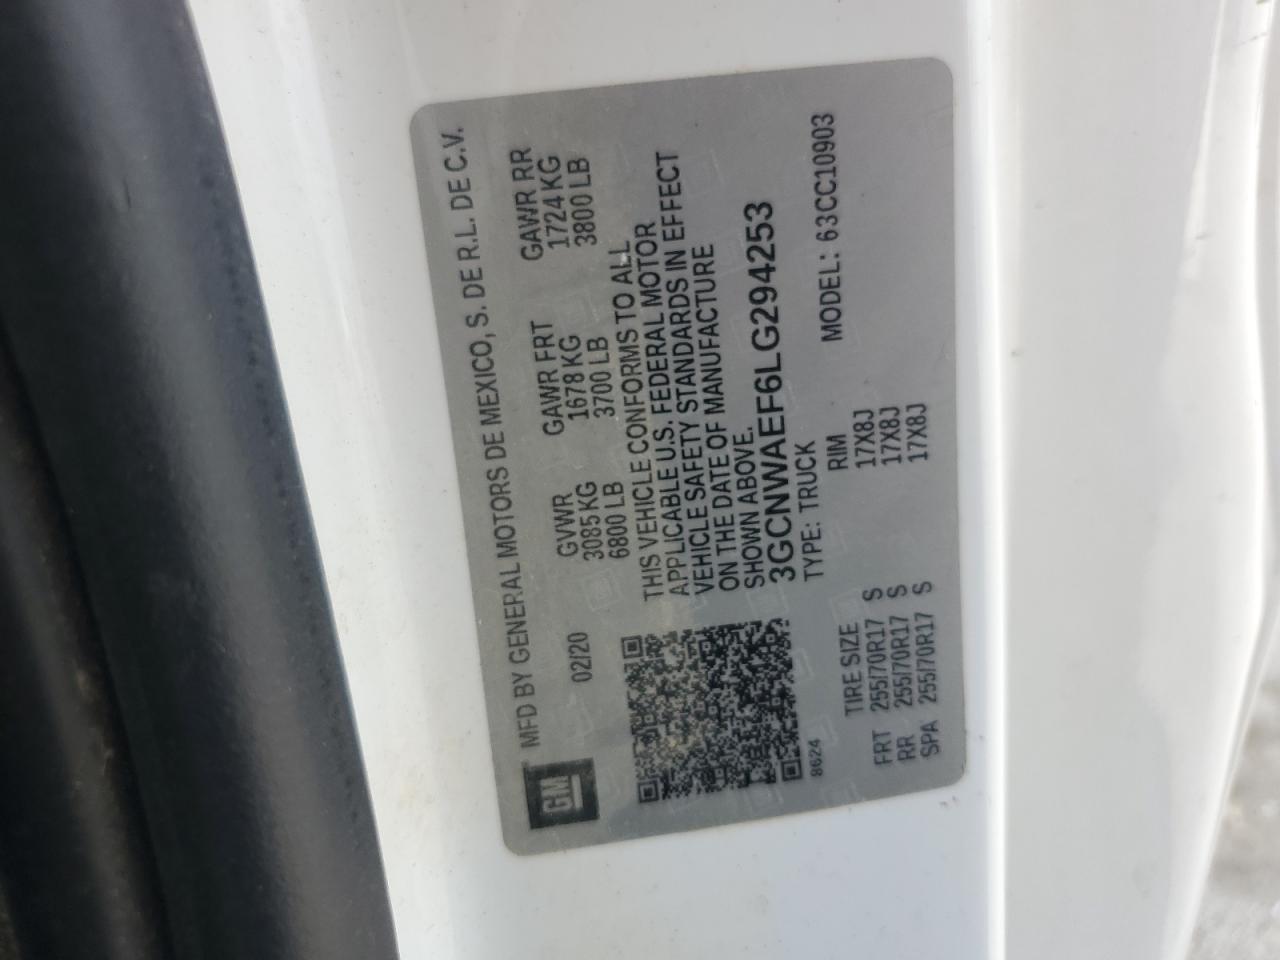 GM
MFD BY GENERAL MOTORS DE MEXICO, S. DE R.L. DE C.V.
02/20
GVWR GAWR FRT GAWR RR
3085 KG 1678 KG 1724 KG
6800 LB 3700 LB 3800 LB
THIS VEHICLE CONFORMS TO ALL
APPLICABLE U.S. FEDERAL MOTOR
VEHICLE SAFETY STANDARDS IN EFFECT
ON THE DATE OF MANUFACTURE
SHOWN ABOVE.
3GCNWAEF6LG294253
TYPE: TRUCK MODEL: 63CC10903
8624
TIRE SIZE RIM
FRT 255/70R17 S 17X8J
RR 255/70R17 S 17X8J
SPA 255/70R17 S 17X8J